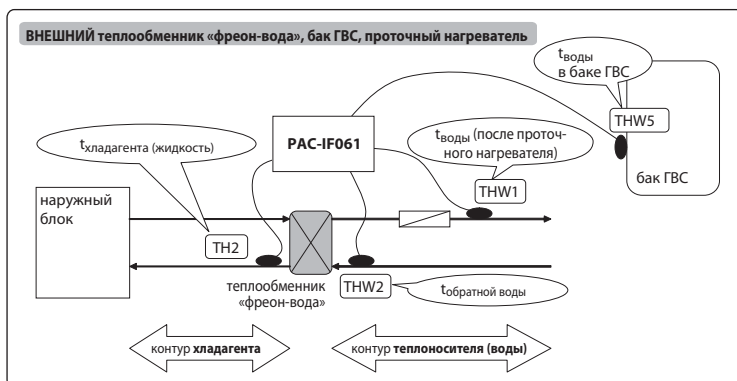 ВНЕШНИЙ теплообменник «фреон-вода», бак ГВС, проточный нагреватель
tводы
в баке ГВС
THW5
бак ГВС
PAC-IF061
tводы (после проточ-
ного нагревателя)
THW1
tхладагента (жидкость)
наружный
блок
TH2
теплообменник
«фреон-вода»
THW2
tобратной воды
контур хладагента
контур теплоносителя (воды)